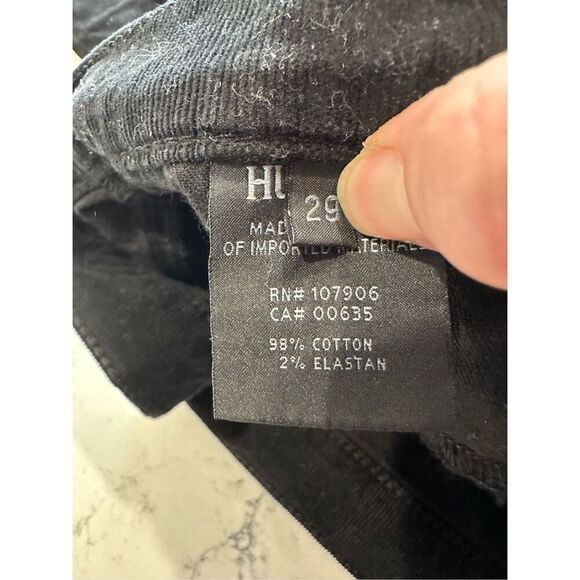 HU
29
MAD
OF IMPORTED MATERIAL
RN# 107906
CA# 00635
98% COTTON
2% ELASTAN